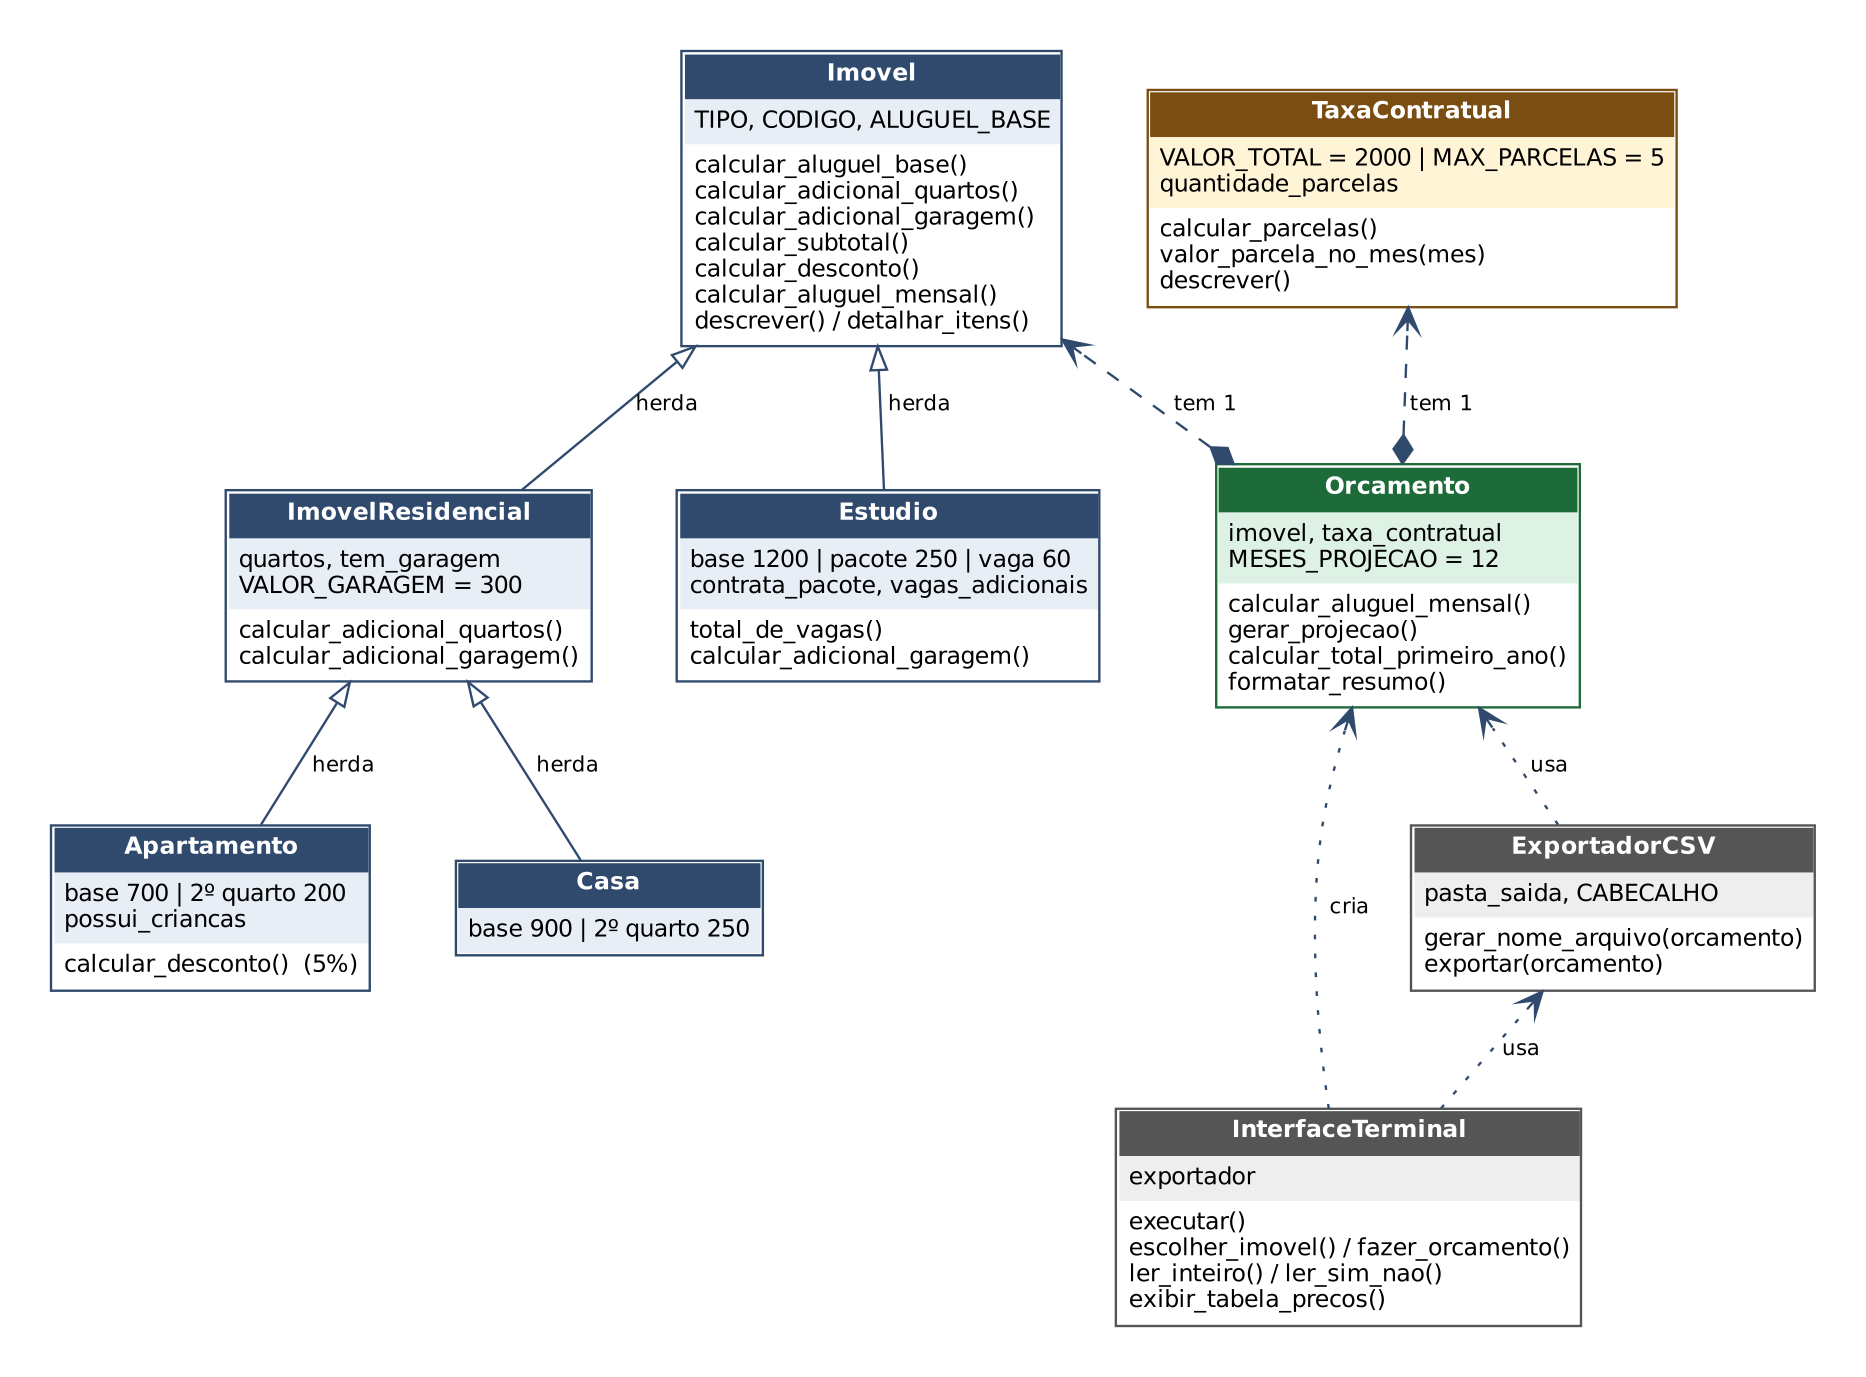 Imovel
TIPO, CODIGO, ALUGUEL_BASE
calcular_aluguel_base()
calcular_adicional_quartos()
calcular_adicional_garagem()
calcular_subtotal()
calcular_desconto()
calcular_aluguel_mensal()
descrever() / detalhar_itens()
TaxaContratual
VALOR_TOTAL = 2000 | MAX_PARCELAS = 5
quantidade_parcelas
calcular_parcelas()
valor_parcela_no_mes(mes)
descrever()
herda
herda
tem 1
tem 1
ImovelResidencial
quartos, tem_garagem
VALOR_GARAGEM = 300
calcular_adicional_quartos()
calcular_adicional_garagem()
Estudio
base 1200 | pacote 250 | vaga 60
contrata_pacote, vagas_adicionais
total_de_vagas()
calcular_adicional_garagem()
Orcamento
imovel, taxa_contratual
MESES_PROJECAO = 12
calcular_aluguel_mensal()
gerar_projecao()
calcular_total_primeiro_ano()
formatar_resumo()
herda
herda
usa
Apartamento
base 700 | 2º quarto 200
possui_criancas
calcular_desconto()  (5%)
Casa
base 900 | 2º quarto 250
cria
ExportadorCSV
pasta_saida, CABECALHO
gerar_nome_arquivo(orcamento)
exportar(orcamento)
usa
InterfaceTerminal
exportador
executar()
escolher_imovel() / fazer_orcamento()
ler_inteiro() / ler_sim_nao()
exibir_tabela_precos()